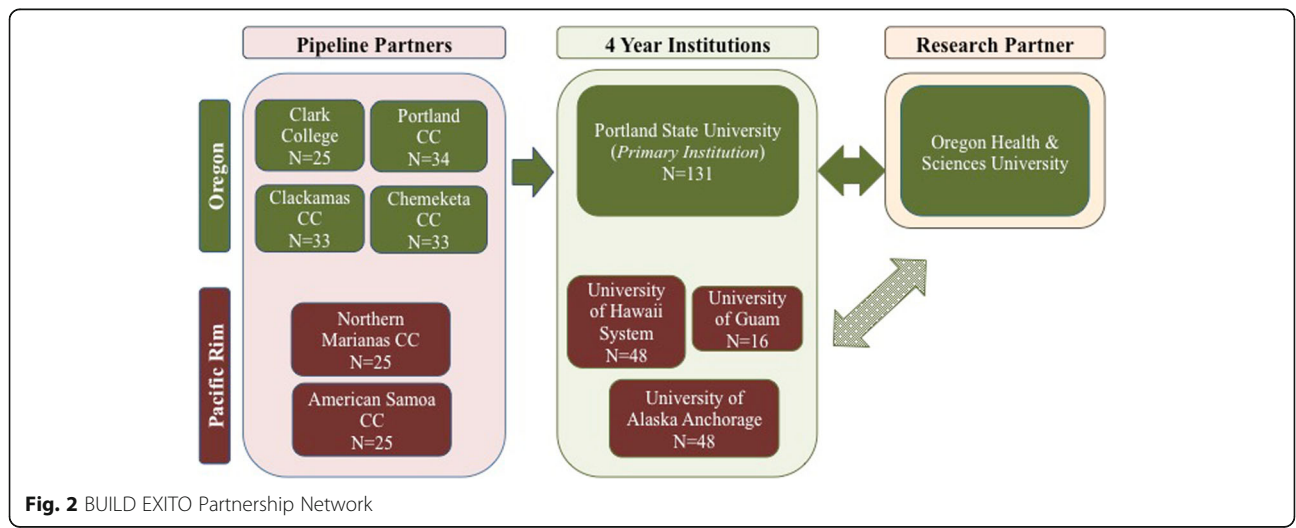 Pipeline Partners
4 Year Institutions
Research Partner
Oregon
Clark
College
N=25
Portland
CC
N=34
Clackamas
CC
N=33
Chemeketa
CC
N=33
Portland State University
(Primary Institution)
N=131
Oregon Health &
Sciences University
Pacific Rim
Northern
Marianas CC
N=25
American Samoa
CC
N=25
University
of Hawaii
System
N=48
University
of Guam
N=16
University of
Alaska Anchorage
N=48
Fig. 2 BUILD EXITO Partnership Network